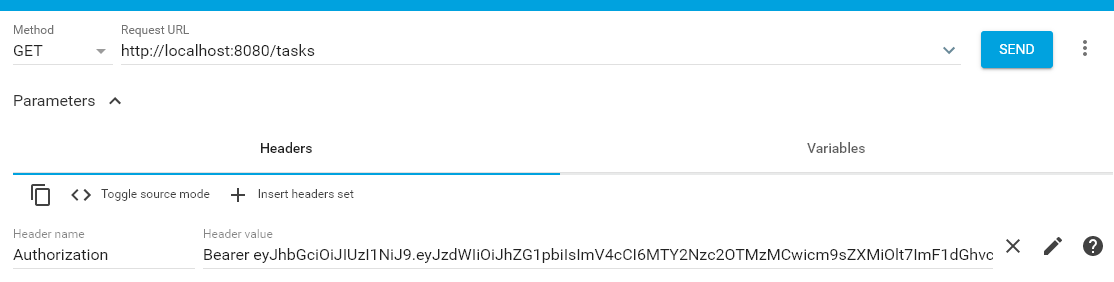 Method
GET
Request URL
http://localhost:8080/tasks
SEND
Parameters
Headers
Variables
Toggle source mode
Insert headers set
Header name
Authorization
Header value
Bearer eyJhbGciOiJIUzI1NiJ9.eyJzdWIiOiJhZG1pbiIsImV4cCI6MTY2Nzc2OTMzMCwicm9sZXMiOlt7ImF1dGhvc